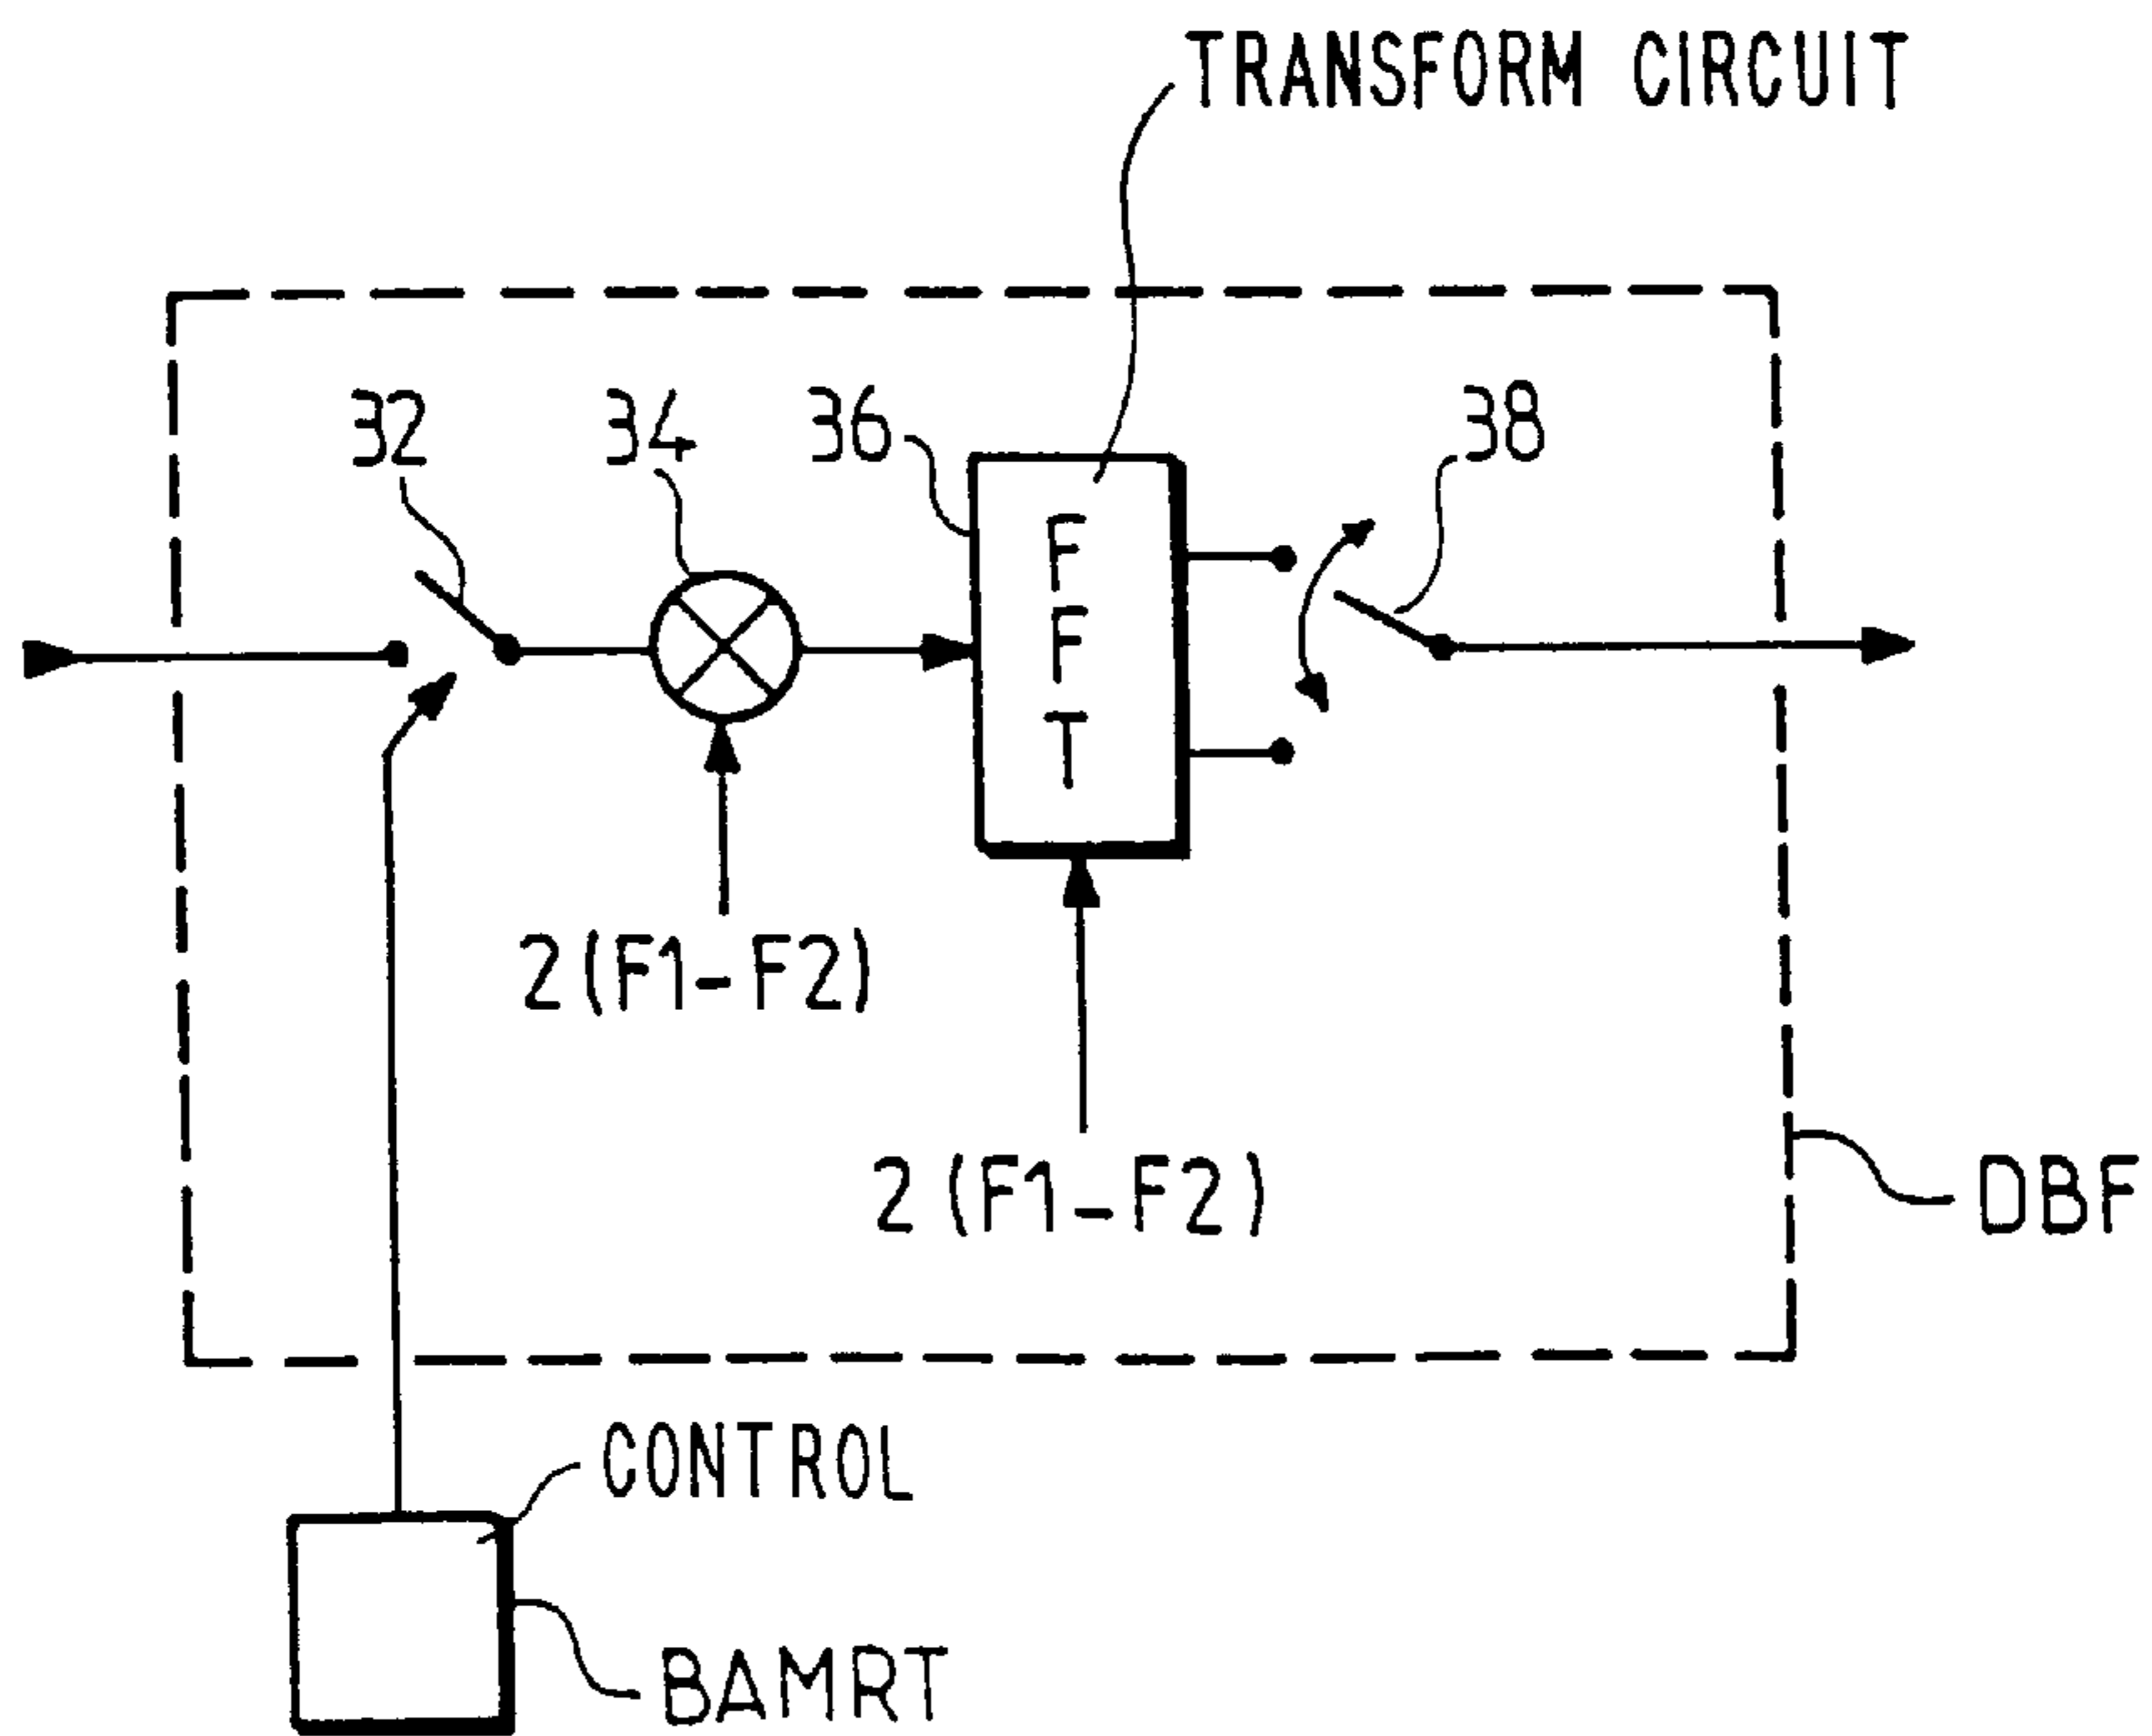 TRANSFORM CIRCUIT
32
34
36
38
F
F
T
2(F1-F2)
2(F1-F2)
DBF
CONTROL
BAMRT